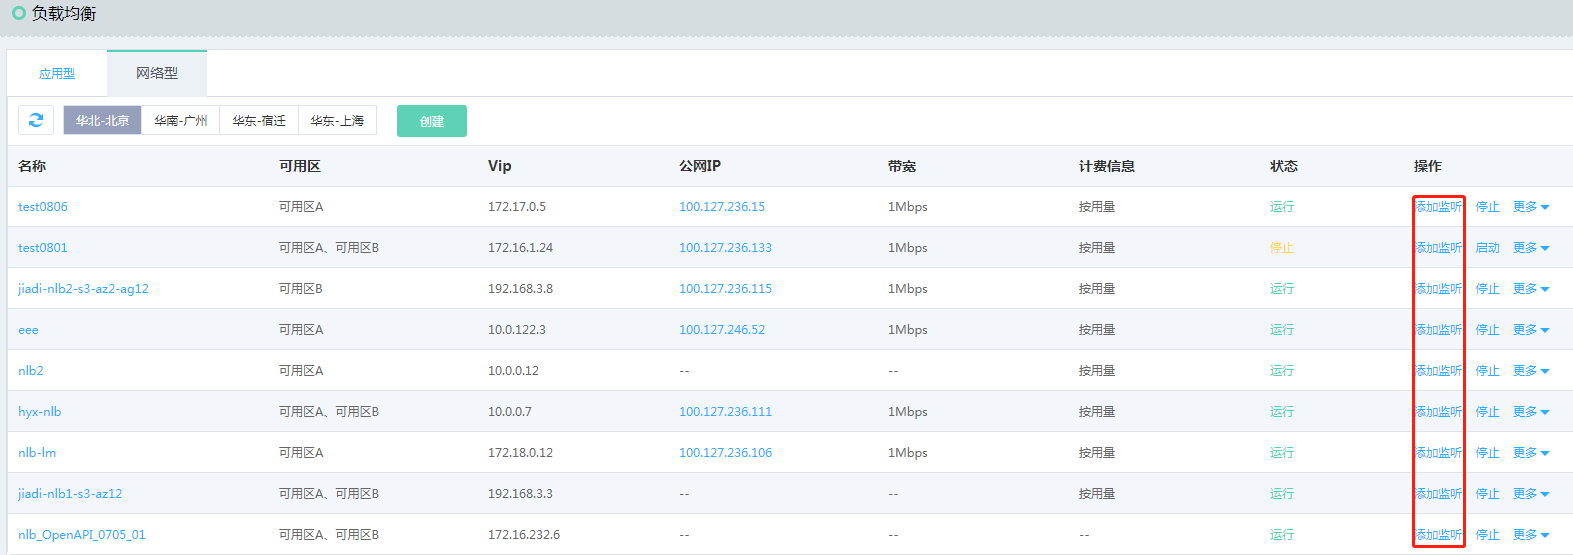 负载均衡
应用型 网络型
华北-北京 华南-广州 华东-宿迁 华东-上海 创建
名称 可用区 Vip 公网IP 带宽 计费信息 状态 操作
test0806 可用区A 172.17.0.5 100.127.236.15 1Mbps 按用量 运行 添加监听 停止 更多
test0801 可用区A、可用区B 172.16.1.24 100.127.236.133 1Mbps 按用量 停止 添加监听 启动 更多
jiadi-nlb2-s3-az2-ag12 可用区B 192.168.3.8 100.127.236.115 1Mbps 按用量 运行 添加监听 停止 更多
eee 可用区A 10.0.122.3 100.127.246.52 1Mbps 按用量 运行 添加监听 停止 更多
nlb2 可用区A 10.0.0.12 -- -- 按用量 运行 添加监听 停止 更多
hyx-nlb 可用区A、可用区B 10.0.0.7 100.127.236.111 1Mbps 按用量 运行 添加监听 停止 更多
nlb-lm 可用区A 172.18.0.12 100.127.236.106 1Mbps 按用量 运行 添加监听 停止 更多
jiadi-nlb1-s3-az12 可用区A、可用区B 192.168.3.3 -- -- 按用量 运行 添加监听 停止 更多
nlb_OpenAPI_0705_01 可用区A、可用区B 172.16.232.6 -- -- -- 运行 添加监听 停止 更多